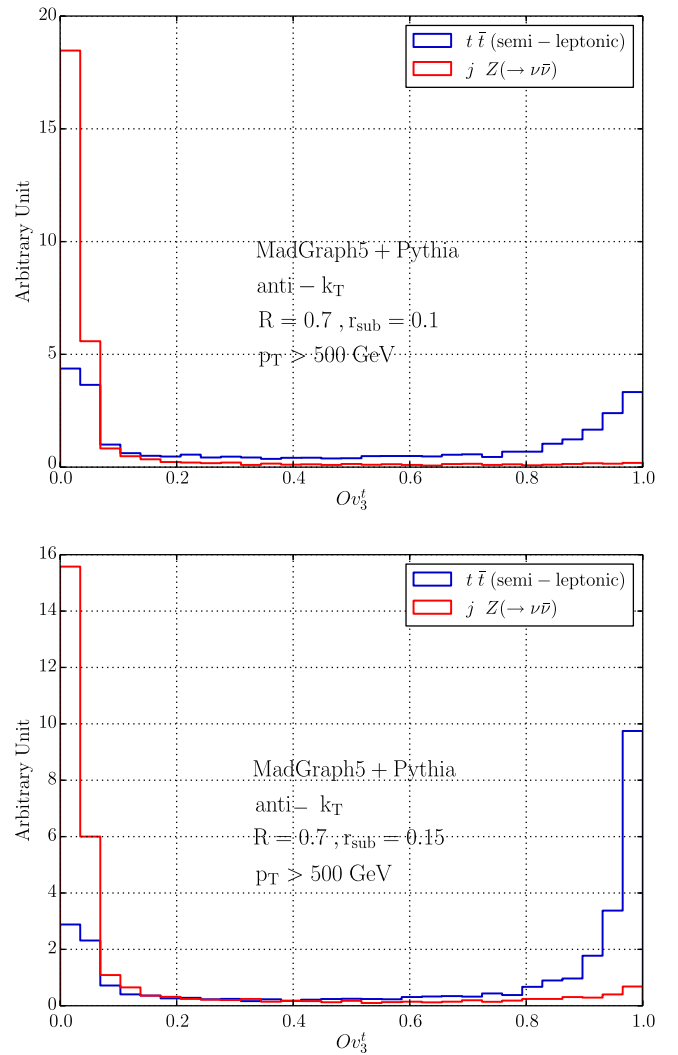 20
15
10
5
0
Arbitrary Unit
t t̄ (semi − leptonic)
j Z(→ νν̄)
MadGraph5 + Pythia
anti − k_T
R = 0.7 , r_sub = 0.1
p_T > 500 GeV
0.0 0.2 0.4 0.6 0.8 1.0
Ov₃ᵗ
16
14
12
10
8
6
4
2
0
Arbitrary Unit
t t̄ (semi − leptonic)
j Z(→ νν̄)
MadGraph5 + Pythia
anti− k_T
R = 0.7 , r_sub = 0.15
p_T > 500 GeV
0.0 0.2 0.4 0.6 0.8 1.0
Ov₃ᵗ